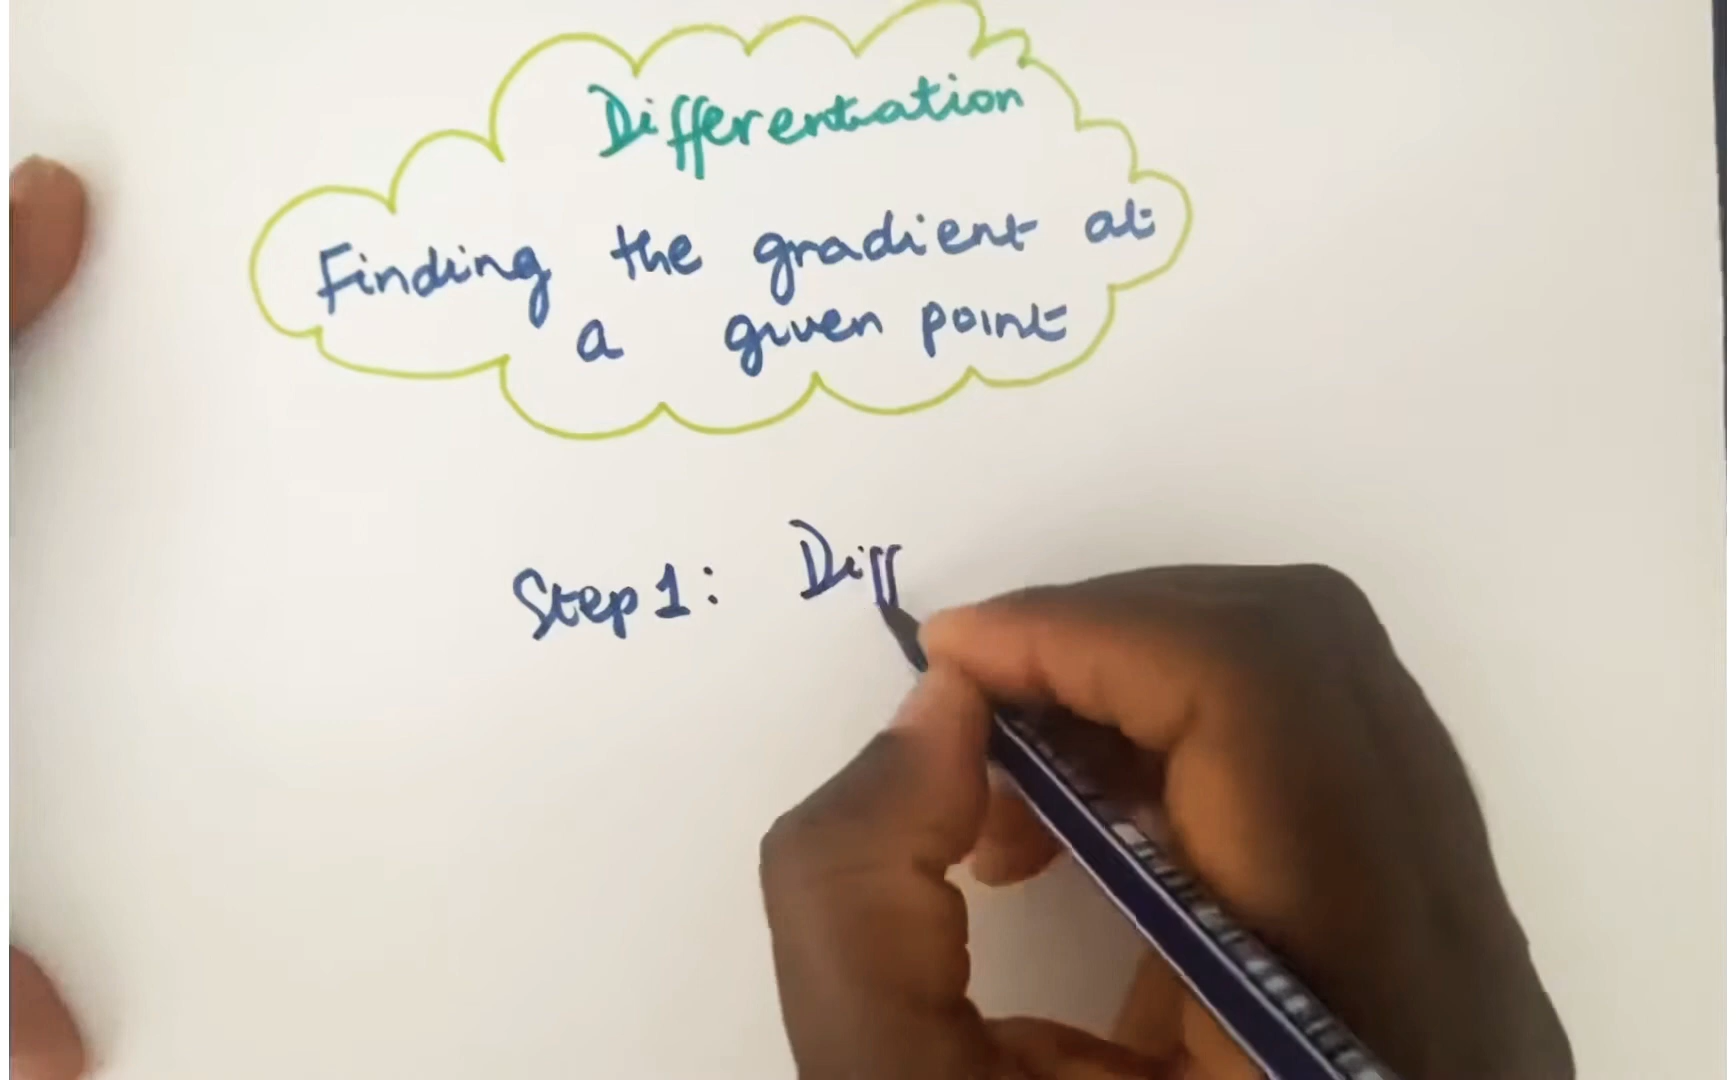 Differentiation
Finding the gradient at
a given point
Step 1: Diff